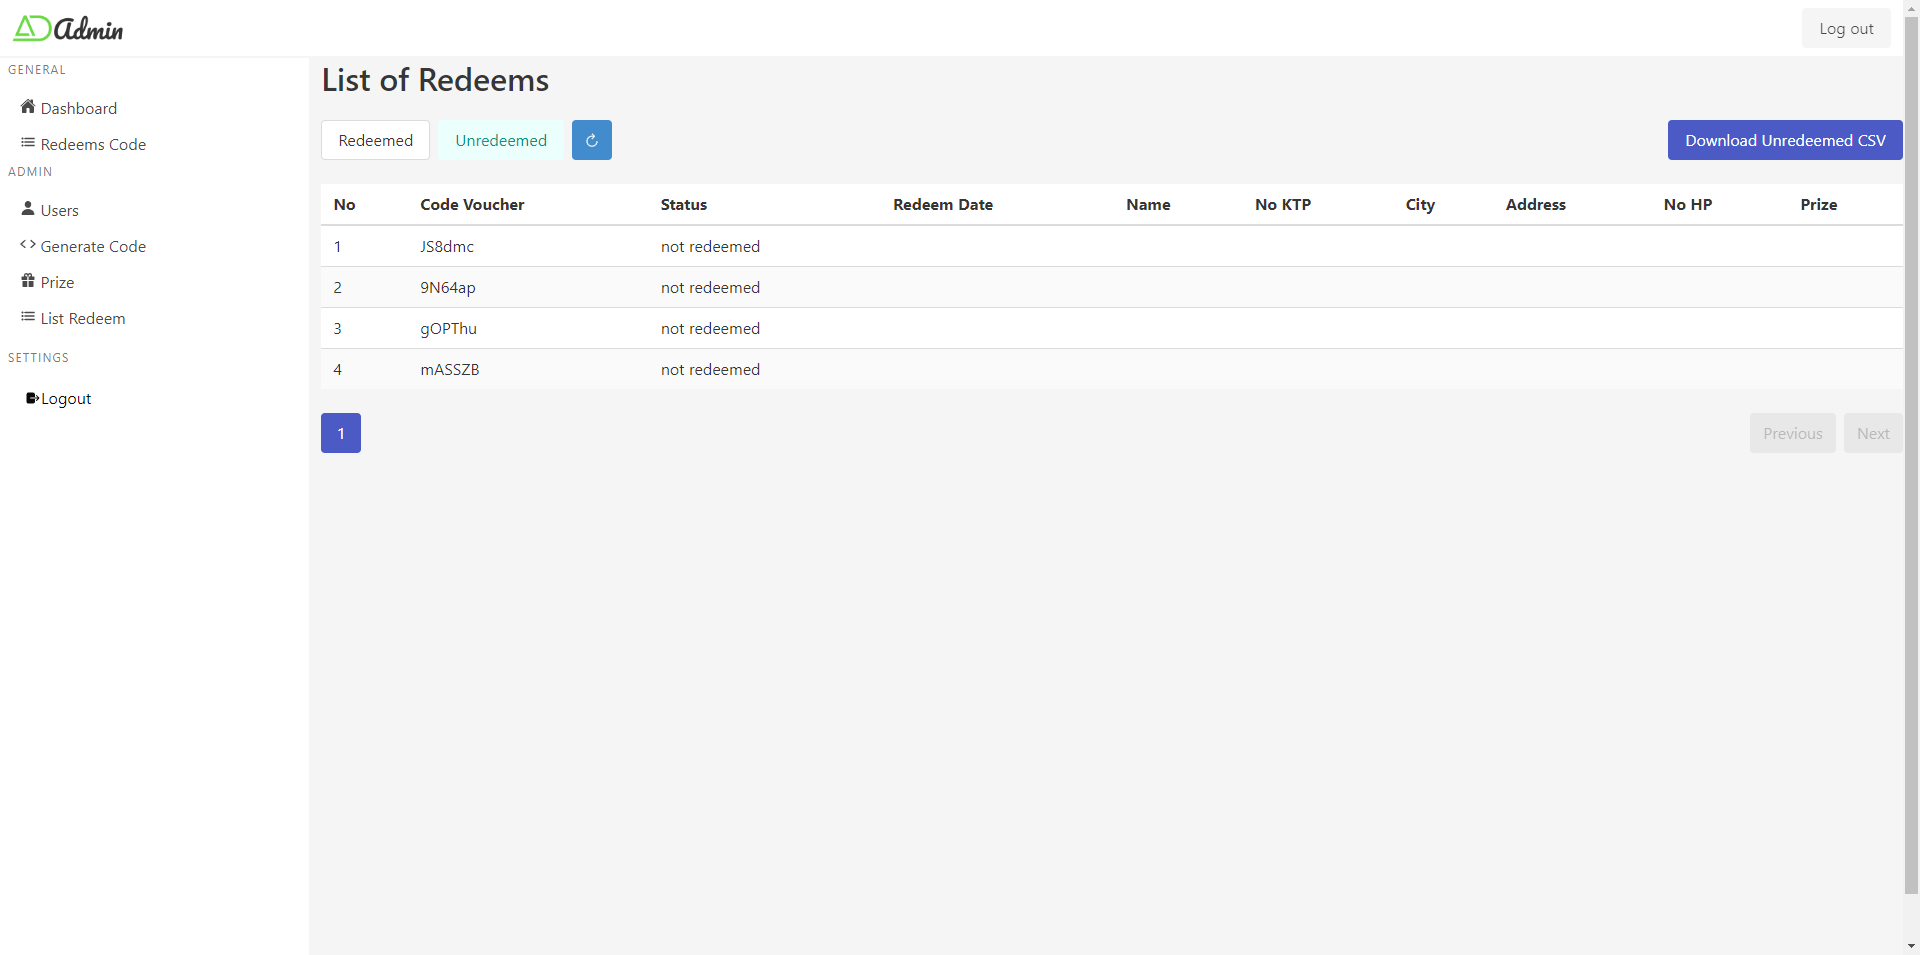 AD Admin
Log out
GENERAL
Dashboard
Redeems Code
ADMIN
Users
Generate Code
Prize
List Redeem
SETTINGS
Logout
List of Redeems
Redeemed Unredeemed Download Unredeemed CSV
No Code Voucher Status Redeem Date Name No KTP City Address No HP Prize
1 JS8dmc not redeemed
2 9N64ap not redeemed
3 gOPThu not redeemed
4 mASSZB not redeemed
1 Previous Next